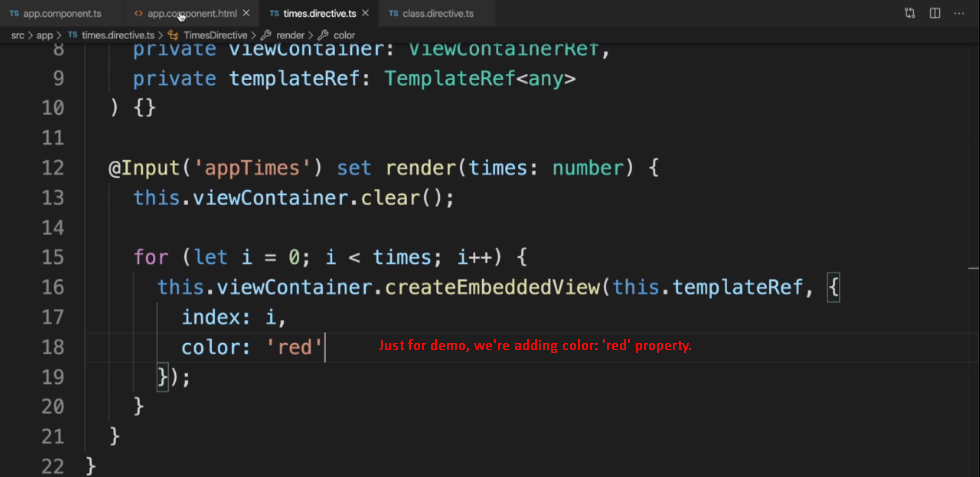 TS app.component.ts <> app.component.html × TS times.directive.ts × TS class.directive.ts ...
src > app > TS times.directive.ts > TimesDirective > render > color
8 private viewContainer: ViewContainerRef,
9 private templateRef: TemplateRef<any>
10 ) {}
11
12 @Input('appTimes') set render(times: number) {
13 this.viewContainer.clear();
14
15 for (let i = 0; i < times; i++) {
16 this.viewContainer.createEmbeddedView(this.templateRef, {
17 index: i,
18 color: 'red' Just for demo, we're adding color: 'red' property.
19 });
20 }
21 }
22 }